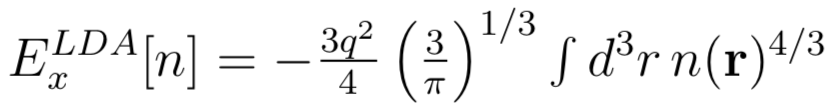 $E_x^{LDA}[n] = -\frac{3q^2}{4} \left(\frac{3}{\pi}\right)^{1/3} \int d^3r \, n(\mathbf{r})^{4/3}$